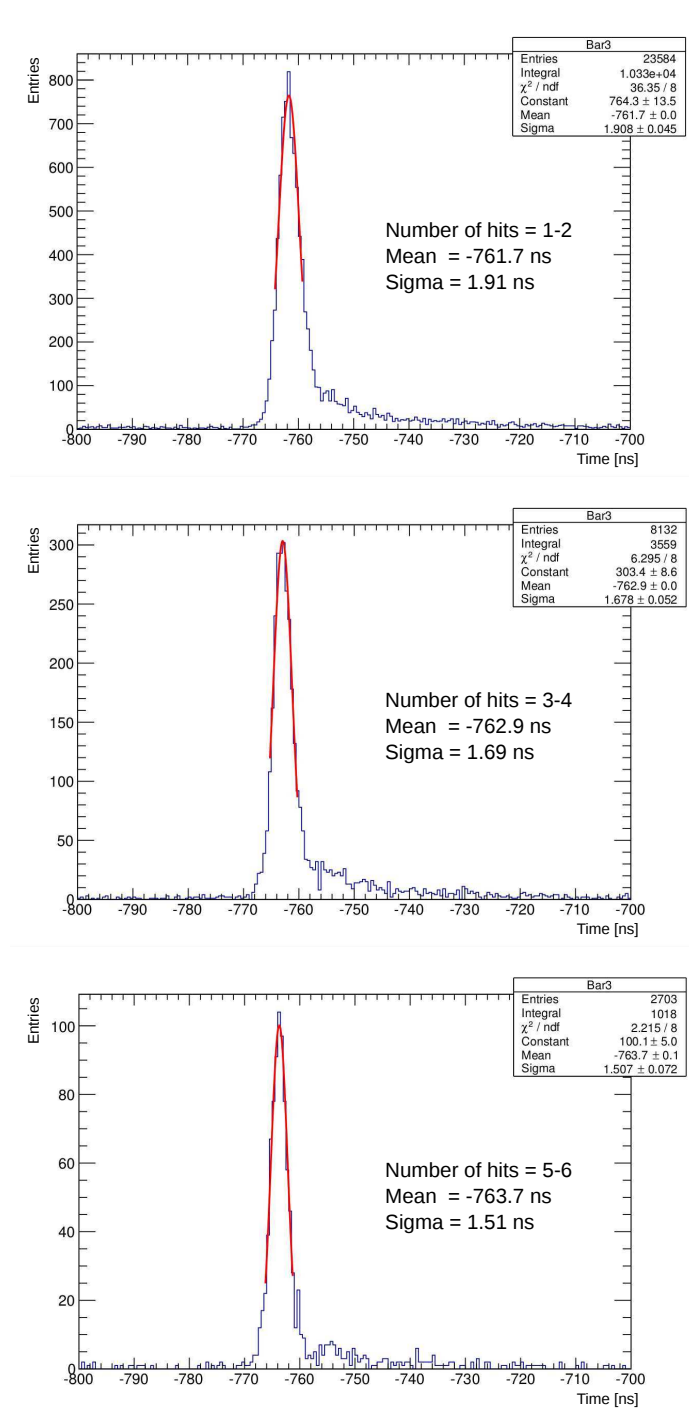 Bar3
Entries 23584
Integral 1.033e+04
χ² / ndf 36.35 / 8
Constant 764.3 ± 13.5
Mean -761.7 ± 0.0
Sigma 1.908 ± 0.045
Entries
800
700
600
500
400
300
200
100
0
Number of hits = 1-2
Mean = -761.7 ns
Sigma = 1.91 ns
-800 -790 -780 -770 -760 -750 -740 -730 -720 -710 -700
Time [ns]
Bar3
Entries 8132
Integral 3559
χ² / ndf 6.295 / 8
Constant 303.4 ± 8.6
Mean -762.9 ± 0.0
Sigma 1.678 ± 0.052
Entries
300
250
200
150
100
50
0
Number of hits = 3-4
Mean = -762.9 ns
Sigma = 1.69 ns
-800 -790 -780 -770 -760 -750 -740 -730 -720 -710 -700
Time [ns]
Bar3
Entries 2703
Integral 1018
χ² / ndf 2.215 / 8
Constant 100.1 ± 5.0
Mean -763.7 ± 0.1
Sigma 1.507 ± 0.072
Entries
100
80
60
40
20
0
Number of hits = 5-6
Mean = -763.7 ns
Sigma = 1.51 ns
-800 -790 -780 -770 -760 -750 -740 -730 -720 -710 -700
Time [ns]